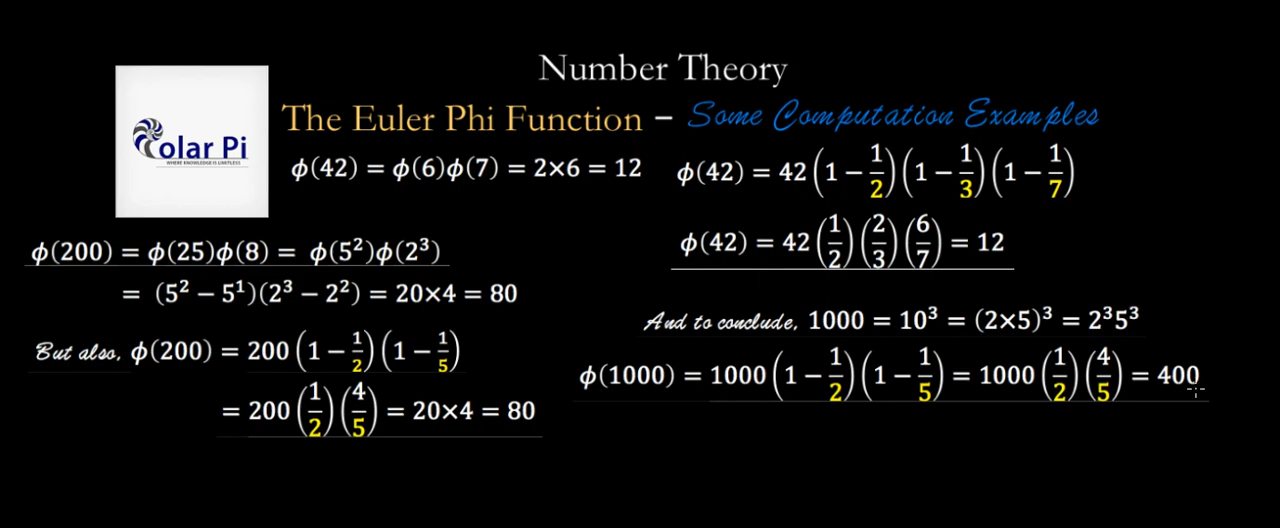 Number Theory
The Euler Phi Function – Some Computation Examples
Colar Pi
WHERE KNOWLEDGE IS LIMITLESS
ϕ(42) = ϕ(6)ϕ(7) = 2×6 = 12
ϕ(42) = 42(1 − 1/2)(1 − 1/3)(1 − 1/7)
ϕ(42) = 42(1/2)(2/3)(6/7) = 12
ϕ(200) = ϕ(25)ϕ(8) = ϕ(5²)ϕ(2³)
= (5² − 5¹)(2³ − 2²) = 20×4 = 80
But also, ϕ(200) = 200(1 − 1/2)(1 − 1/5)
= 200(1/2)(4/5) = 20×4 = 80
And to conclude, 1000 = 10³ = (2×5)³ = 2³5³
ϕ(1000) = 1000(1 − 1/2)(1 − 1/5) = 1000(1/2)(4/5) = 400